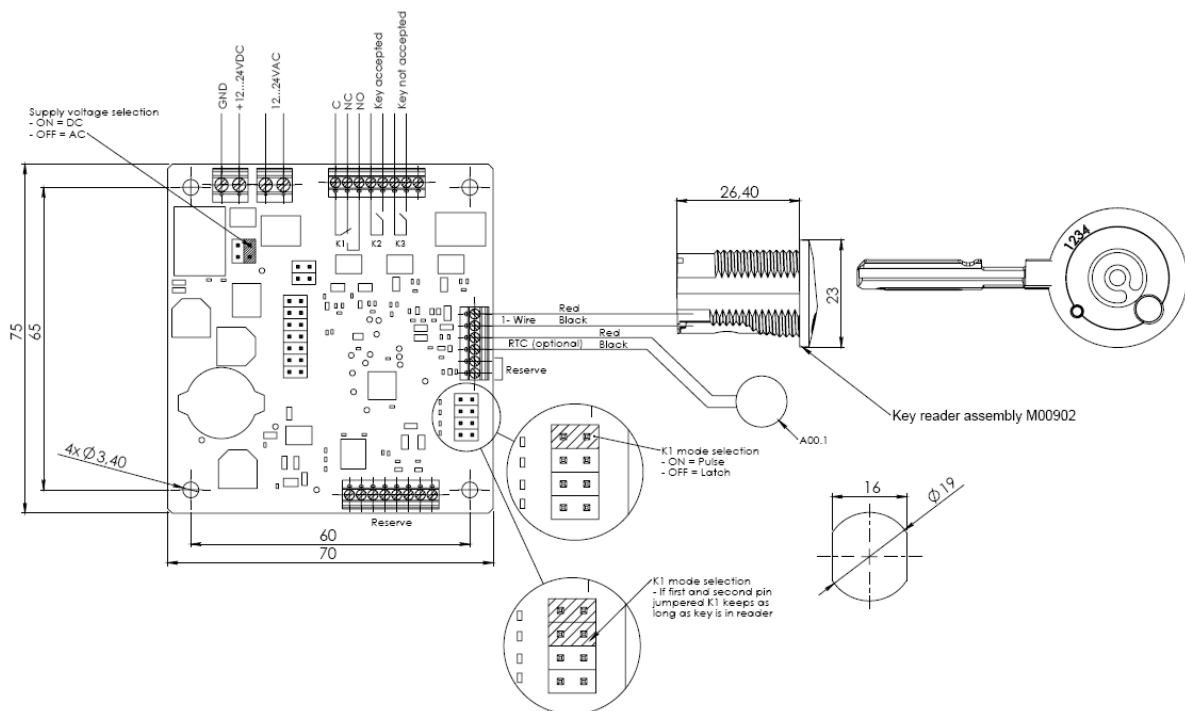 GND
+12...24VDC
12...24VAC
C
NC
NO
Key accepted
Key not accepted
Supply voltage selection
- ON = DC
- OFF = AC
K1
K2
K3
75
65
26,40
23
1234
Red
1- Wire Black
Red
RTC (optional) Black
Reserve
Key reader assembly M00902
A00.1
K1 mode selection
- ON = Pulse
- OFF = Latch
4x Ø3,40
Reserve
60
70
16
Ø19
K1 mode selection
- If first and second pin
jumpered K1 keeps as
long as key is in reader